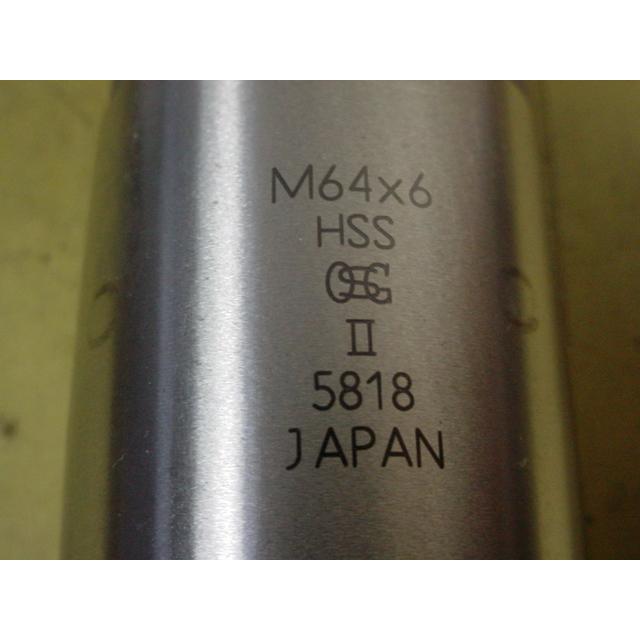 M64x6
HSS
OSG
II
5818
JAPAN